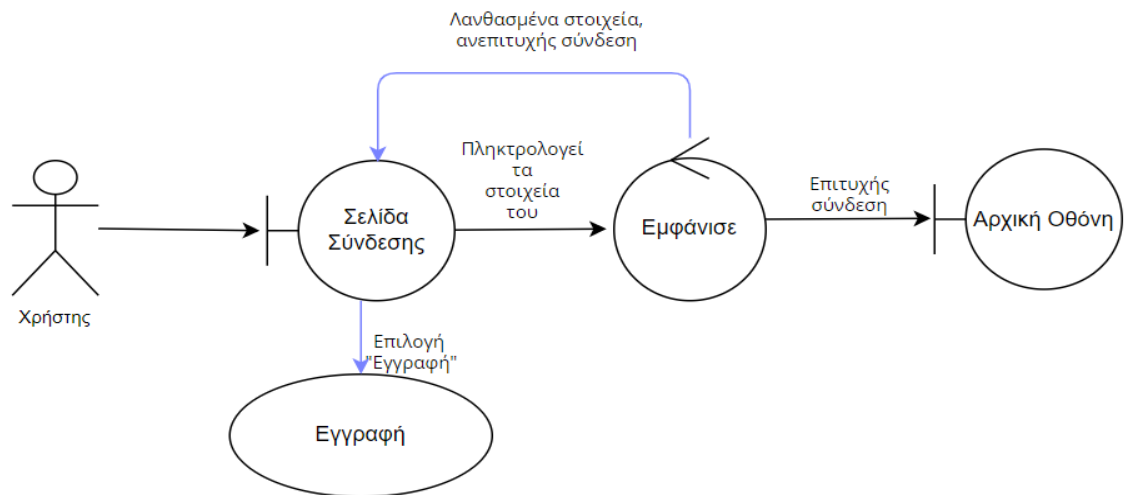 Λανθασμένα στοιχεία,
ανεπιτυχής σύνδεση
Πληκτρολογεί
τα
στοιχεία
του
Επιτυχής
σύνδεση
Σελίδα
Σύνδεσης
Εμφάνισε
Αρχική Οθόνη
Χρήστης
Επιλογή
"Εγγραφή"
Εγγραφή